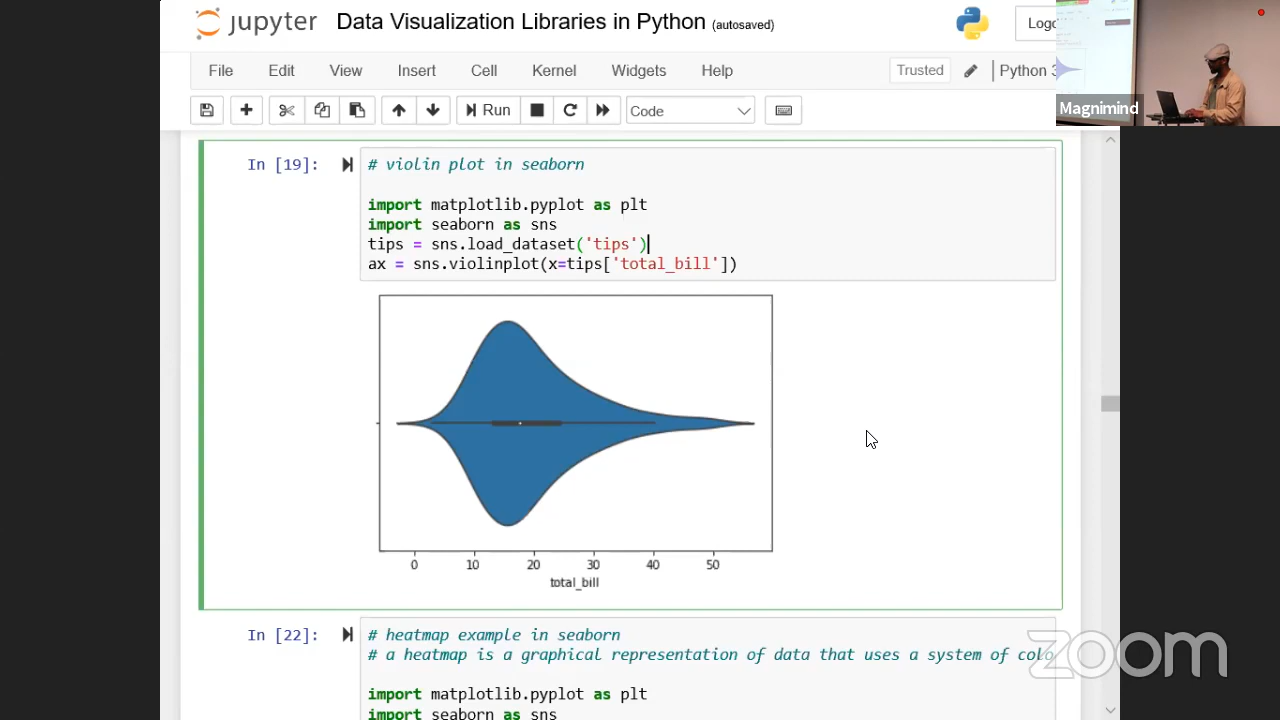 jupyter Data Visualization Libraries in Python (autosaved)
Logo
Magnimind
File Edit View Insert Cell Kernel Widgets Help
Trusted
Python 3
Run
Code
In [19]:
# violin plot in seaborn
import matplotlib.pyplot as plt
import seaborn as sns
tips = sns.load_dataset('tips')
ax = sns.violinplot(x=tips['total_bill'])
0 10 20 30 40 50
total_bill
In [22]:
# heatmap example in seaborn
# a heatmap is a graphical representation of data that uses a system of colo
import matplotlib.pyplot as plt
import seaborn as sns
zoom